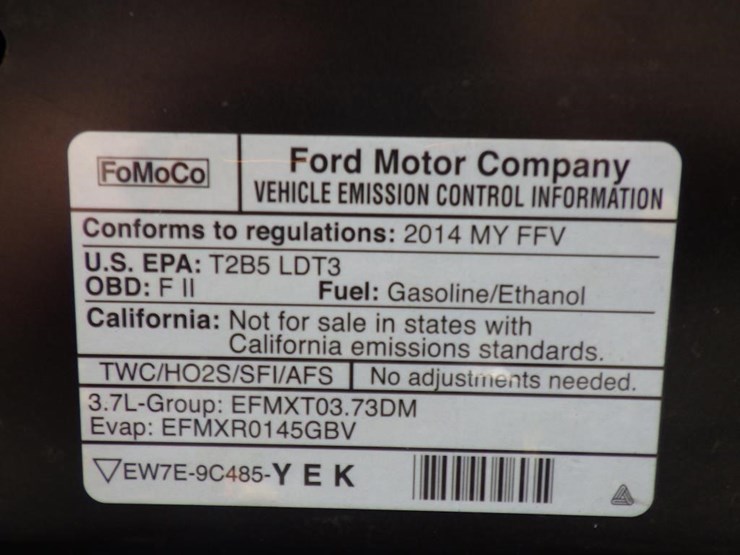 FoMoCo
Ford Motor Company
VEHICLE EMISSION CONTROL INFORMATION
Conforms to regulations: 2014 MY FFV
U.S. EPA: T2B5 LDT3
OBD: F II Fuel: Gasoline/Ethanol
California: Not for sale in states with
California emissions standards.
TWC/HO2S/SFI/AFS No adjustments needed.
3.7L-Group: EFMXT03.73DM
Evap: EFMXR0145GBV
EW7E-9C485-Y E K